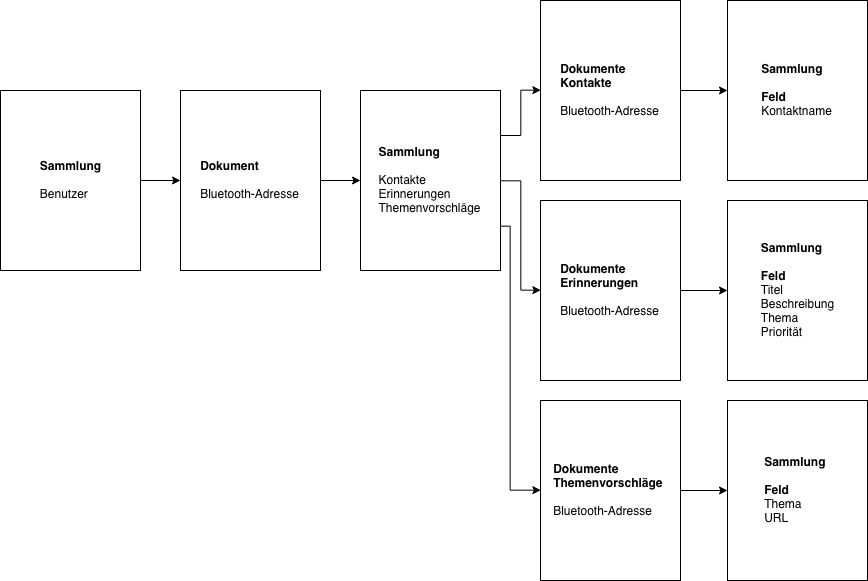 Sammlung
Benutzer
Dokument
Bluetooth-Adresse
Sammlung
Kontakte
Erinnerungen
Themenvorschläge
Dokumente
Kontakte
Bluetooth-Adresse
Sammlung
Feld
Kontaktname
Dokumente
Erinnerungen
Bluetooth-Adresse
Sammlung
Feld
Titel
Beschreibung
Thema
Priorität
Dokumente
Themenvorschläge
Bluetooth-Adresse
Sammlung
Feld
Thema
URL